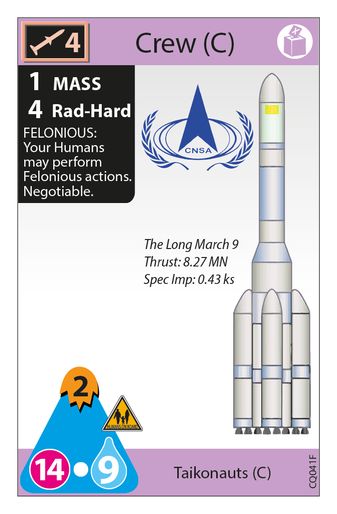 4
Crew (C)
1 MASS
4 Rad-Hard
FELONIOUS:
Your Humans
may perform
Felonious actions.
Negotiable.
CNSA
The Long March 9
Thrust: 8.27 MN
Spec Imp: 0.43 ks
2
14 • 9
Taikonauts (C)
CQ041F